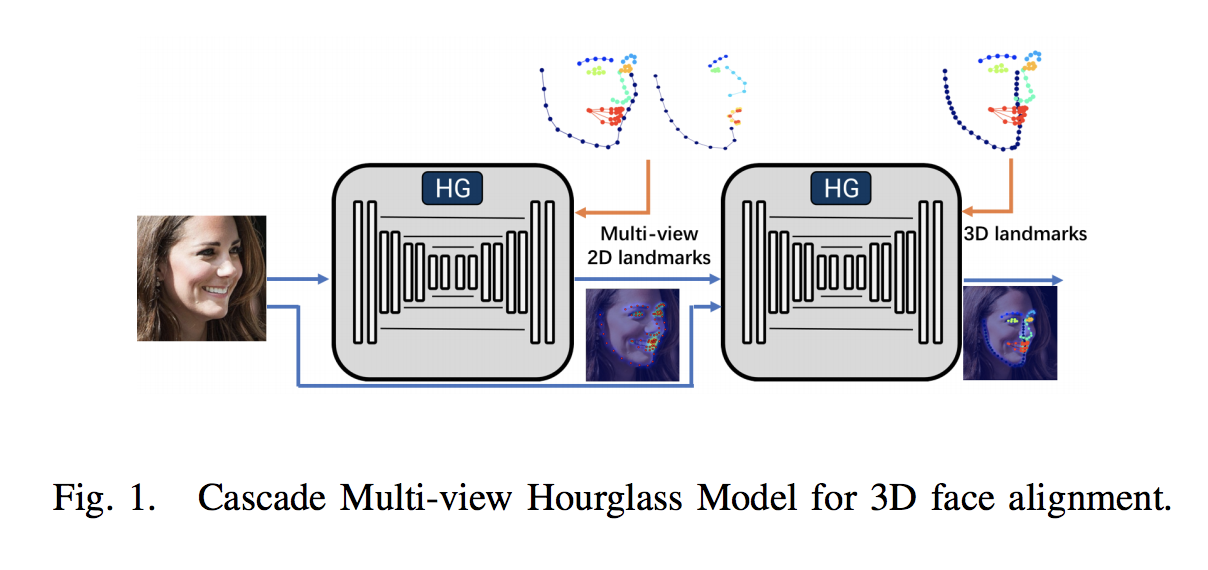 HG
HG
Multi-view
2D landmarks
3D landmarks
Fig. 1. Cascade Multi-view Hourglass Model for 3D face alignment.